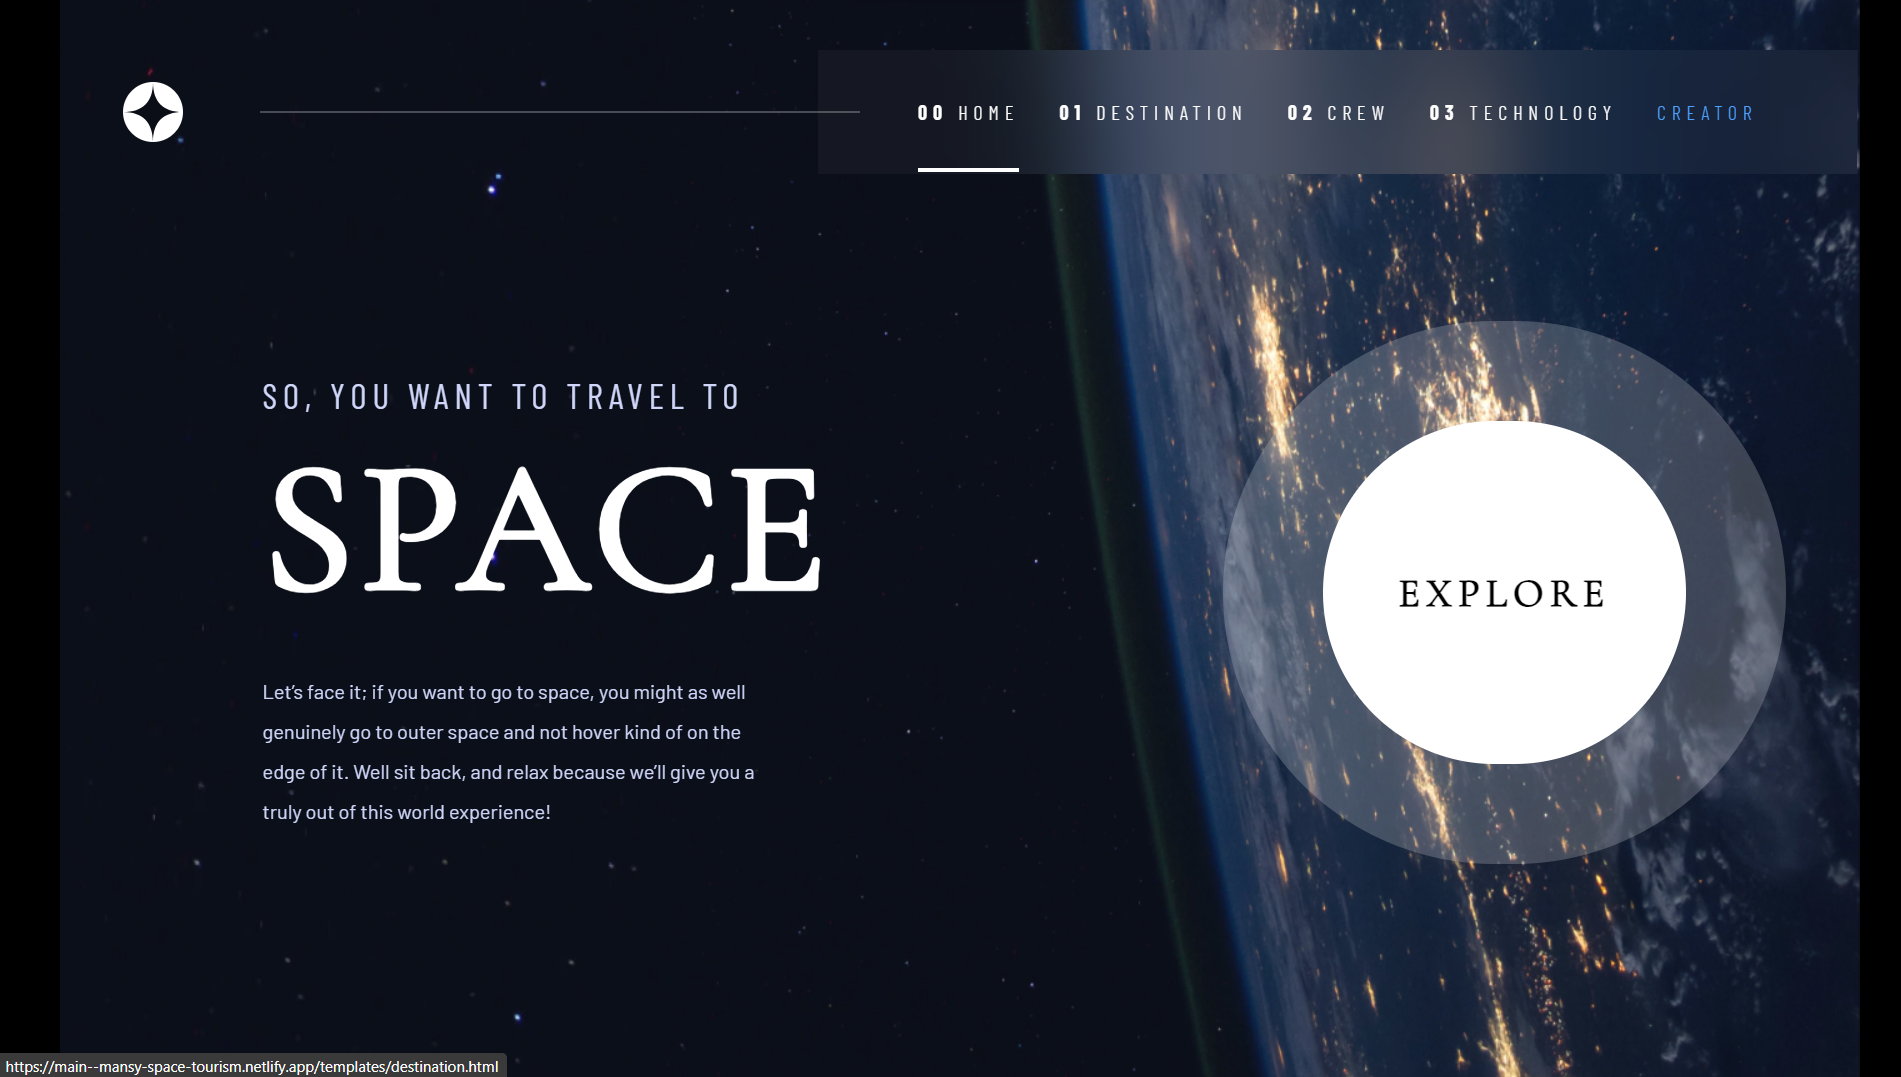 00 HOME 01 DESTINATION 02 CREW 03 TECHNOLOGY CREATOR
SO, YOU WANT TO TRAVEL TO
SPACE
Let’s face it; if you want to go to space, you might as well
genuinely go to outer space and not hover kind of on the
edge of it. Well sit back, and relax because we’ll give you a
truly out of this world experience!
EXPLORE
https://main--mansy-space-tourism.netlify.app/templates/destination.html